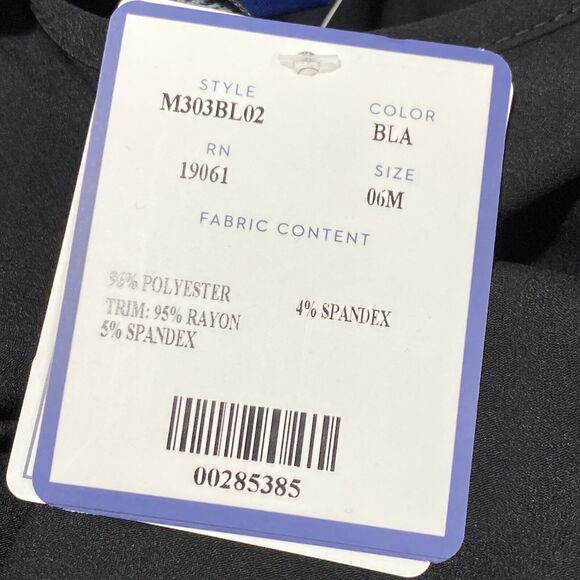 STYLE
M303BL02
COLOR
BLA
RN
19061
SIZE
06M
FABRIC CONTENT
96% POLYESTER
4% SPANDEX
TRIM: 95% RAYON
5% SPANDEX
00285385